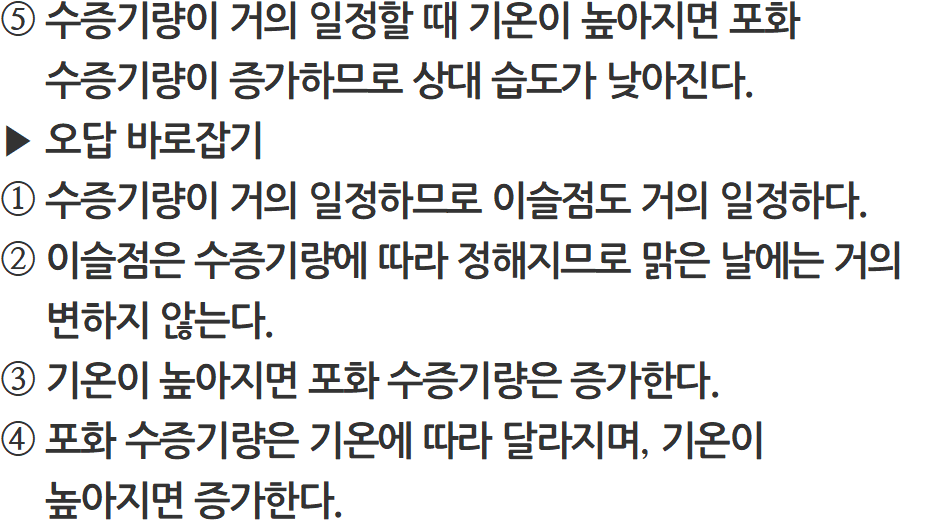 ⑤ 수증기량이 거의 일정할 때 기온이 높아지면 포화
수증기량이 증가하므로 상대 습도가 낮아진다.
▶ 오답 바로잡기
① 수증기량이 거의 일정하므로 이슬점도 거의 일정하다.
② 이슬점은 수증기량에 따라 정해지므로 맑은 날에는 거의
변하지 않는다.
③ 기온이 높아지면 포화 수증기량은 증가한다.
④ 포화 수증기량은 기온에 따라 달라지며, 기온이
높아지면 증가한다.